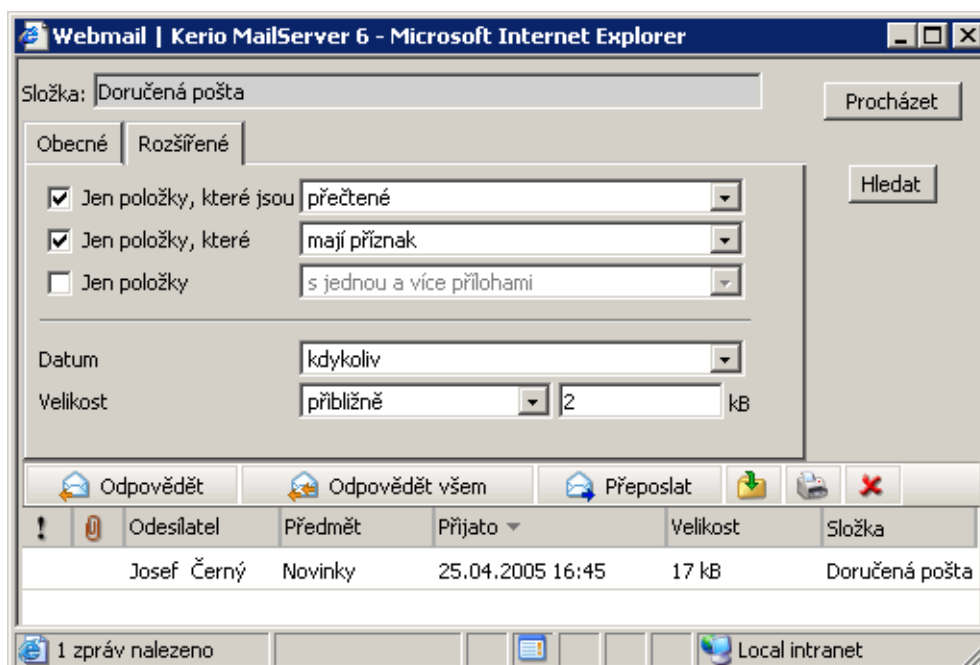 Webmail | Kerio MailServer 6 - Microsoft Internet Explorer
Složka: Doručená pošta
Procházet
Obecné Rozšířené
Hledat
Jen položky, které jsou přečtené
Jen položky, které mají příznak
Jen položky s jednou a více přílohami
Datum kdykoliv
Velikost přibližně 2 kB
Odpovědět Odpovědět všem Přeposlat
! Odesílatel Předmět Přijato Velikost Složka
Josef Černý Novinky 25.04.2005 16:45 17 kB Doručená pošta
1 zpráv nalezeno Local intranet